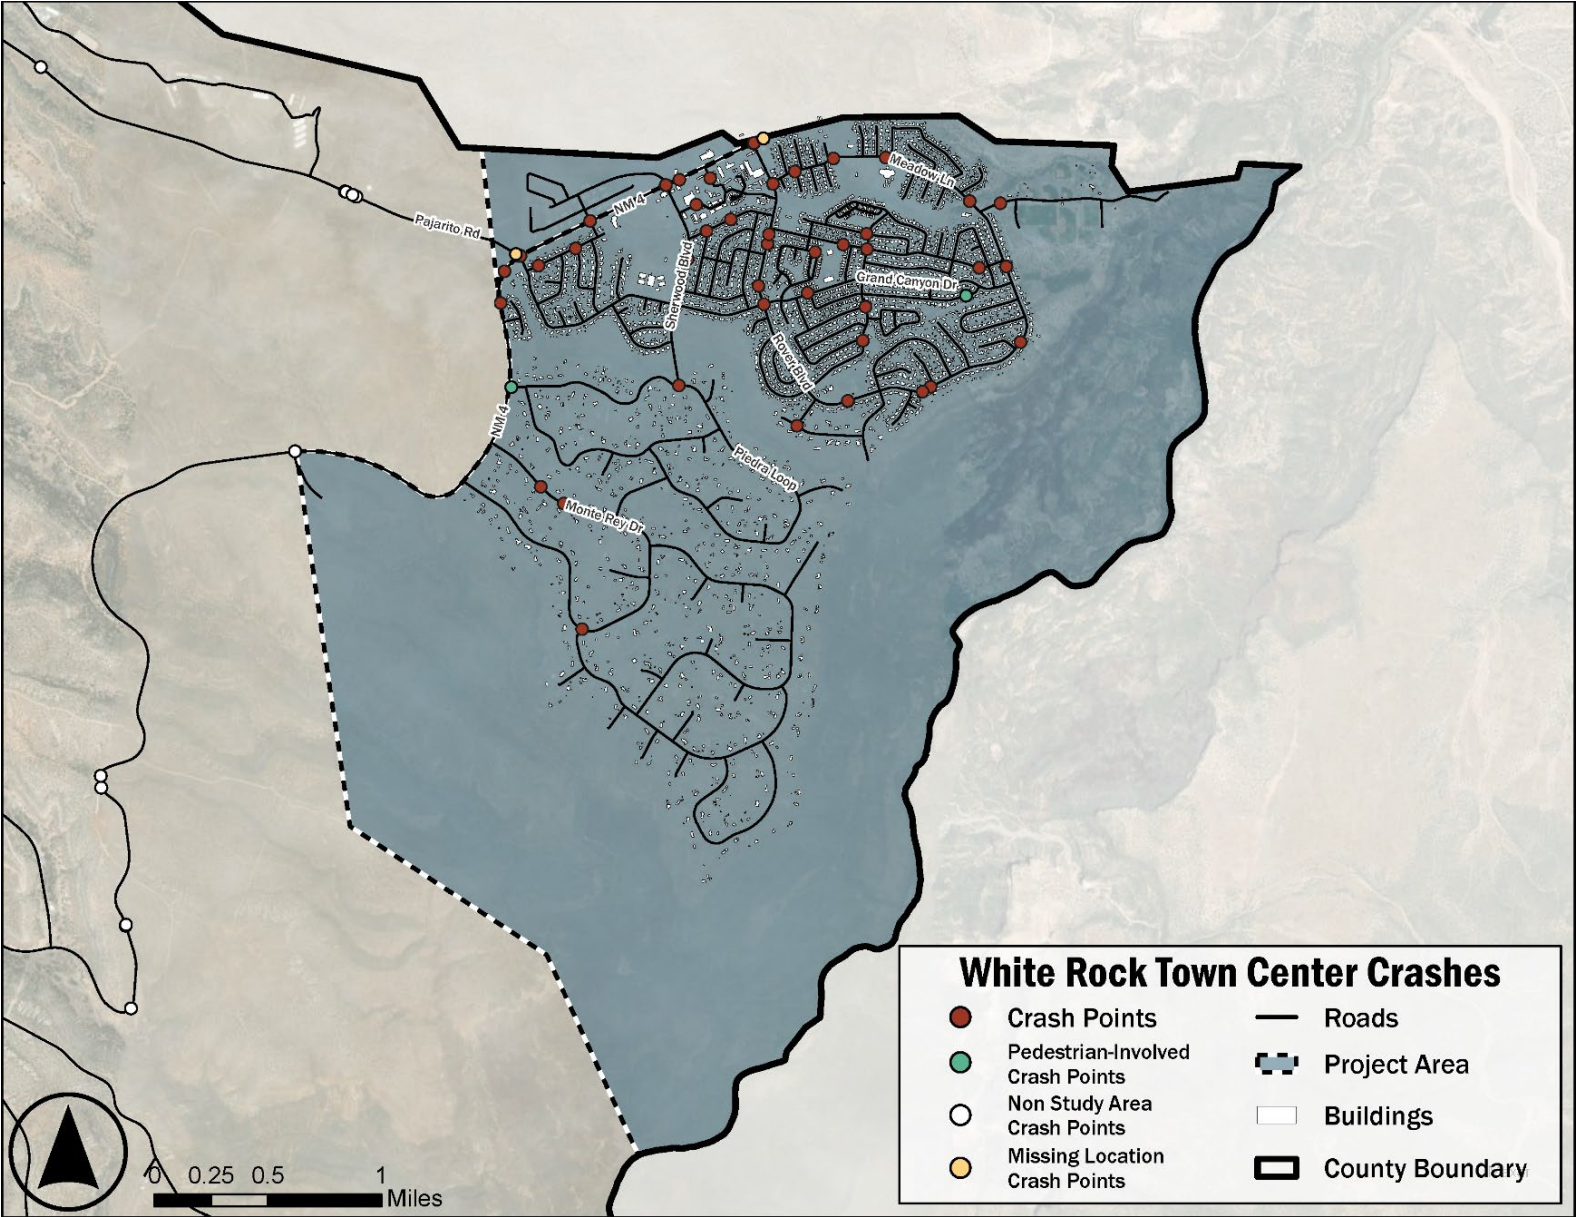 Meadow Ln
NM 4
Pajarito Rd
Sherwood Blvd
Grand Canyon Dr
Rover Blvd
NM 4
Piedra Loop
Monte Rey Dr
White Rock Town Center Crashes
Crash Points
Roads
Pedestrian-Involved
Crash Points
Project Area
Non Study Area
Crash Points
Buildings
Missing Location
Crash Points
County Boundary
0 0.25 0.5 1
Miles